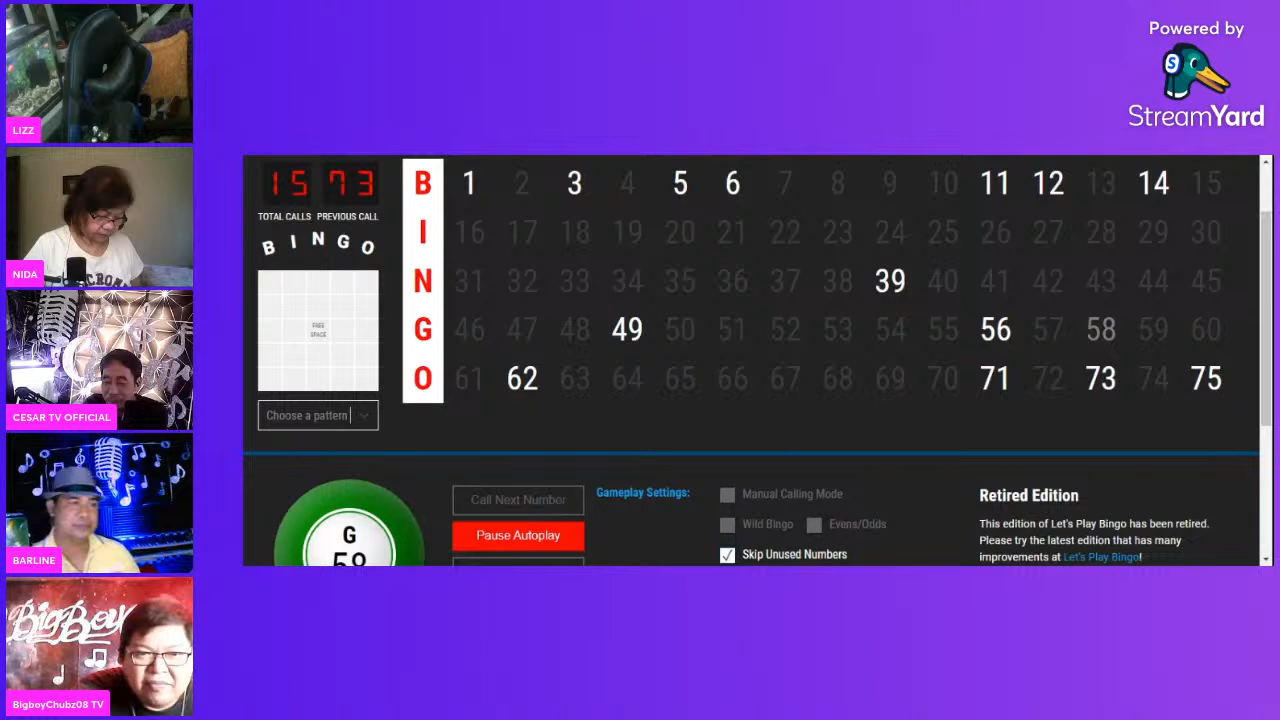 LIZZ
NIDA
CESAR TV OFFICIAL
BARLINE
BigBoy
BigboyChubz08 TV
Powered by
S
StreamYard
15 73
TOTAL CALLS PREVIOUS CALL
B I N G O
FREE
SPACE
Choose a pattern
B 1 2 3 4 5 6 7 8 9 10 11 12 13 14 15
I 16 17 18 19 20 21 22 23 24 25 26 27 28 29 30
N 31 32 33 34 35 36 37 38 39 40 41 42 43 44 45
G 46 47 48 49 50 51 52 53 54 55 56 57 58 59 60
O 61 62 63 64 65 66 67 68 69 70 71 72 73 74 75
G
58
Call Next Number
Pause Autoplay
Gameplay Settings:
Manual Calling Mode
Wild Bingo Evens/Odds
Skip Unused Numbers
Retired Edition
This edition of Let's Play Bingo has been retired.
Please try the latest edition that has many
improvements at Let's Play Bingo!